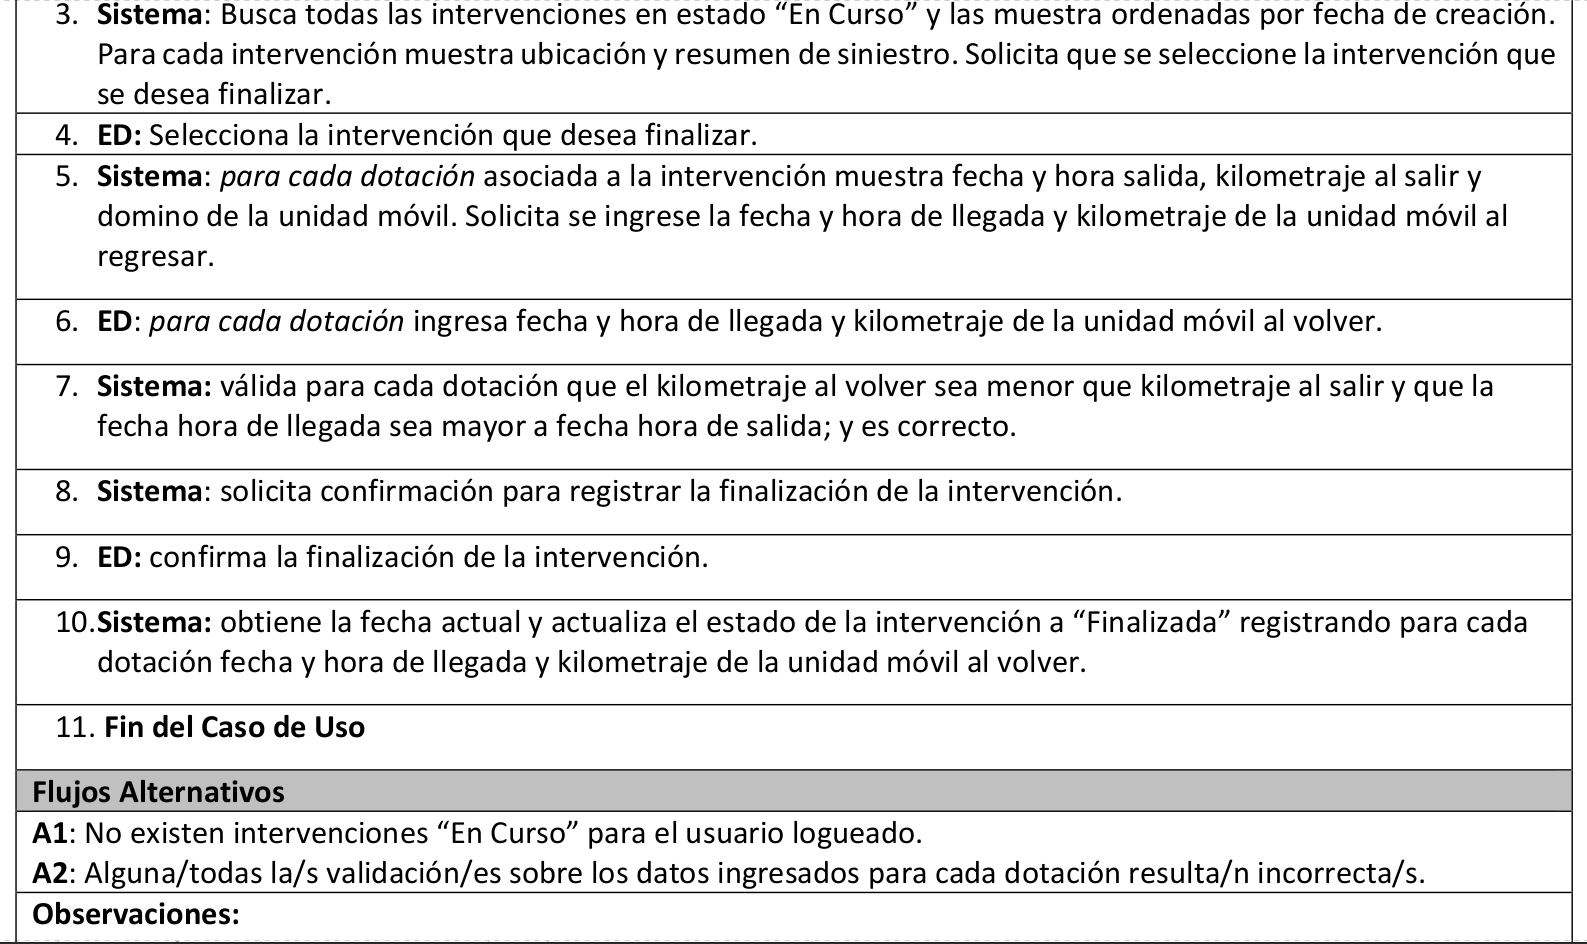 3. Sistema: Busca todas las intervenciones en estado “En Curso” y las muestra ordenadas por fecha de creación.
Para cada intervención muestra ubicación y resumen de siniestro. Solicita que se seleccione la intervención que
se desea finalizar.
4. ED: Selecciona la intervención que desea finalizar.
5. Sistema: para cada dotación asociada a la intervención muestra fecha y hora salida, kilometraje al salir y
domino de la unidad móvil. Solicita se ingrese la fecha y hora de llegada y kilometraje de la unidad móvil al
regresar.
6. ED: para cada dotación ingresa fecha y hora de llegada y kilometraje de la unidad móvil al volver.
7. Sistema: válida para cada dotación que el kilometraje al volver sea menor que kilometraje al salir y que la
fecha hora de llegada sea mayor a fecha hora de salida; y es correcto.
8. Sistema: solicita confirmación para registrar la finalización de la intervención.
9. ED: confirma la finalización de la intervención.
10. Sistema: obtiene la fecha actual y actualiza el estado de la intervención a “Finalizada” registrando para cada
dotación fecha y hora de llegada y kilometraje de la unidad móvil al volver.
11. Fin del Caso de Uso
Flujos Alternativos
A1: No existen intervenciones “En Curso” para el usuario logueado.
A2: Alguna/todas la/s validación/es sobre los datos ingresados para cada dotación resulta/n incorrecta/s.
Observaciones: